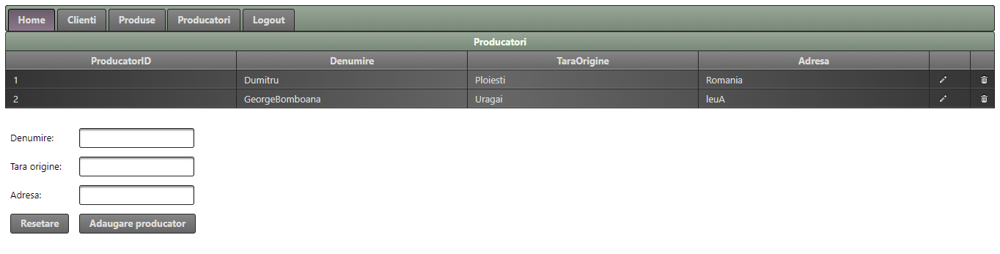 Home Clienti Produse Producatori Logout
Producatori
ProducatorID Denumire TaraOrigine Adresa
1 Dumitru Ploiesti Romania
2 GeorgeBomboana Uragai leuA
Denumire:
Tara origine:
Adresa:
Resetare Adaugare producator